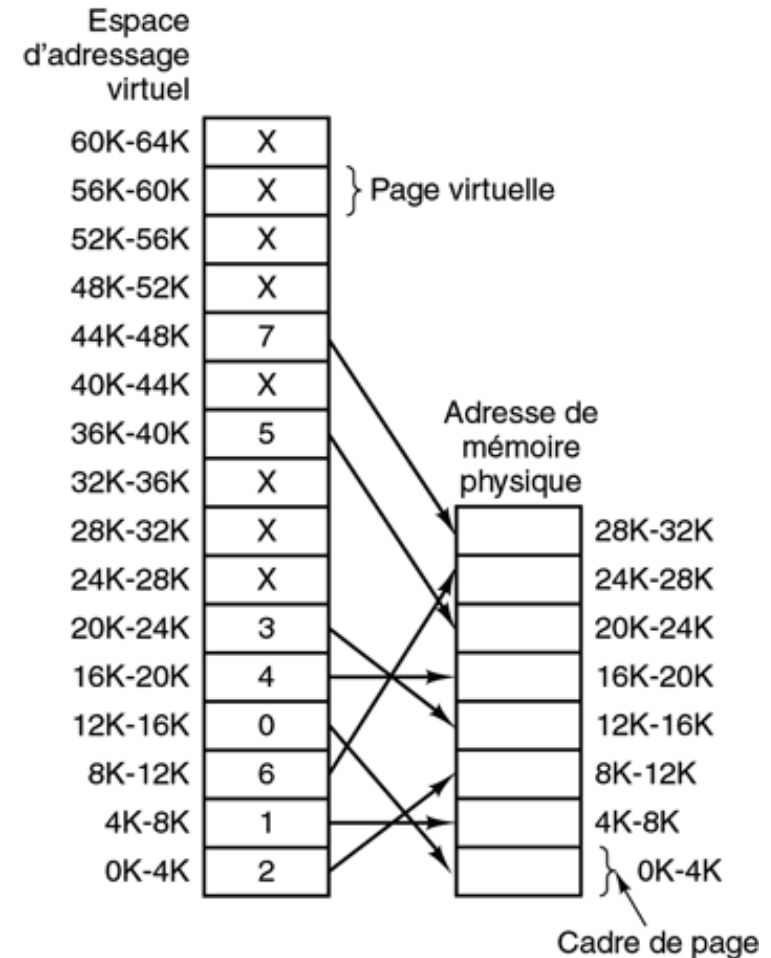 Espace
d'adressage
virtuel
60K-64K X
56K-60K X Page virtuelle
52K-56K X
48K-52K X
44K-48K 7
40K-44K X
36K-40K 5
32K-36K X
28K-32K X
24K-28K X
20K-24K 3
16K-20K 4
12K-16K 0
8K-12K 6
4K-8K 1
0K-4K 2
Adresse de
mémoire
physique
28K-32K
24K-28K
20K-24K
16K-20K
12K-16K
8K-12K
4K-8K
0K-4K
Cadre de page